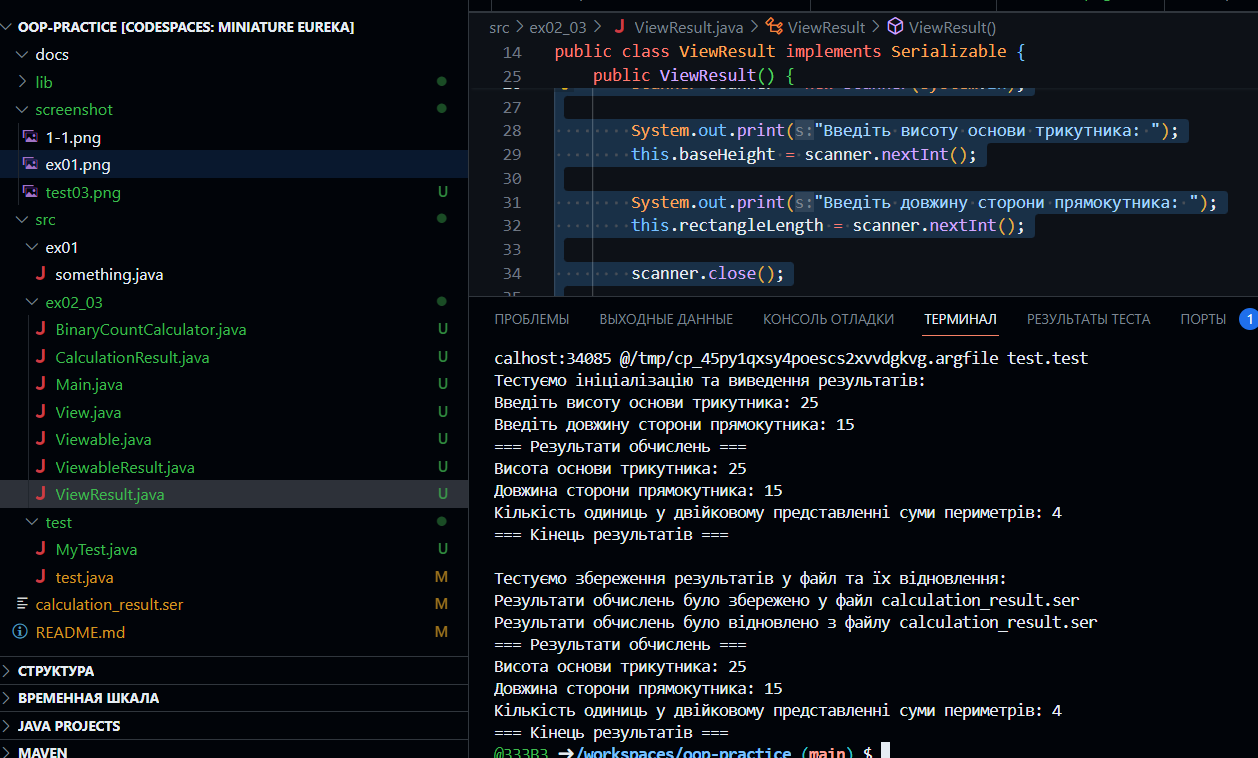 OOP-PRACTICE [CODESPACES: MINIATURE EUREKA]
docs
lib
screenshot
1-1.png
ex01.png
test03.png U
src
ex01
J something.java
ex02_03
J BinaryCountCalculator.java U
J CalculationResult.java U
J Main.java U
J View.java U
J Viewable.java U
J ViewableResult.java U
J ViewResult.java U
test
J MyTest.java U
J test.java M
calculation_result.ser M
README.md M
СТРУКТУРА
ВРЕМЕННАЯ ШКАЛА
JAVA PROJECTS
MAVEN
src > ex02_03 > J ViewResult.java > ViewResult > ViewResult()
14 public class ViewResult implements Serializable {
25 public ViewResult() {
27
28 System.out.print(s:"Введіть висоту основи трикутника: ");
29 this.baseHeight = scanner.nextInt();
30
31 System.out.print(s:"Введіть довжину сторони прямокутника: ");
32 this.rectangleLength = scanner.nextInt();
33
34 scanner.close();
ПРОБЛЕМЫ ВЫХОДНЫЕ ДАННЫЕ КОНСОЛЬ ОТЛАДКИ ТЕРМИНАЛ РЕЗУЛЬТАТЫ ТЕСТА ПОРТЫ 1
calhost:34085 @/tmp/cp_45py1qxsy4poescs2xvvdgkvg.argfile test.test
Тестуємо ініціалізацію та виведення результатів:
Введіть висоту основи трикутника: 25
Введіть довжину сторони прямокутника: 15
=== Результати обчислень ===
Висота основи трикутника: 25
Довжина сторони прямокутника: 15
Кількість одиниць у двійковому представленні суми периметрів: 4
=== Кінець результатів ===
Тестуємо збереження результатів у файл та їх відновлення:
Результати обчислень було збережено у файл calculation_result.ser
Результати обчислень було відновлено з файлу calculation_result.ser
=== Результати обчислень ===
Висота основи трикутника: 25
Довжина сторони прямокутника: 15
Кількість одиниць у двійковому представленні суми периметрів: 4
=== Кінець результатів ===
@333B3 ➜ /workspaces/oop-practice (main) $